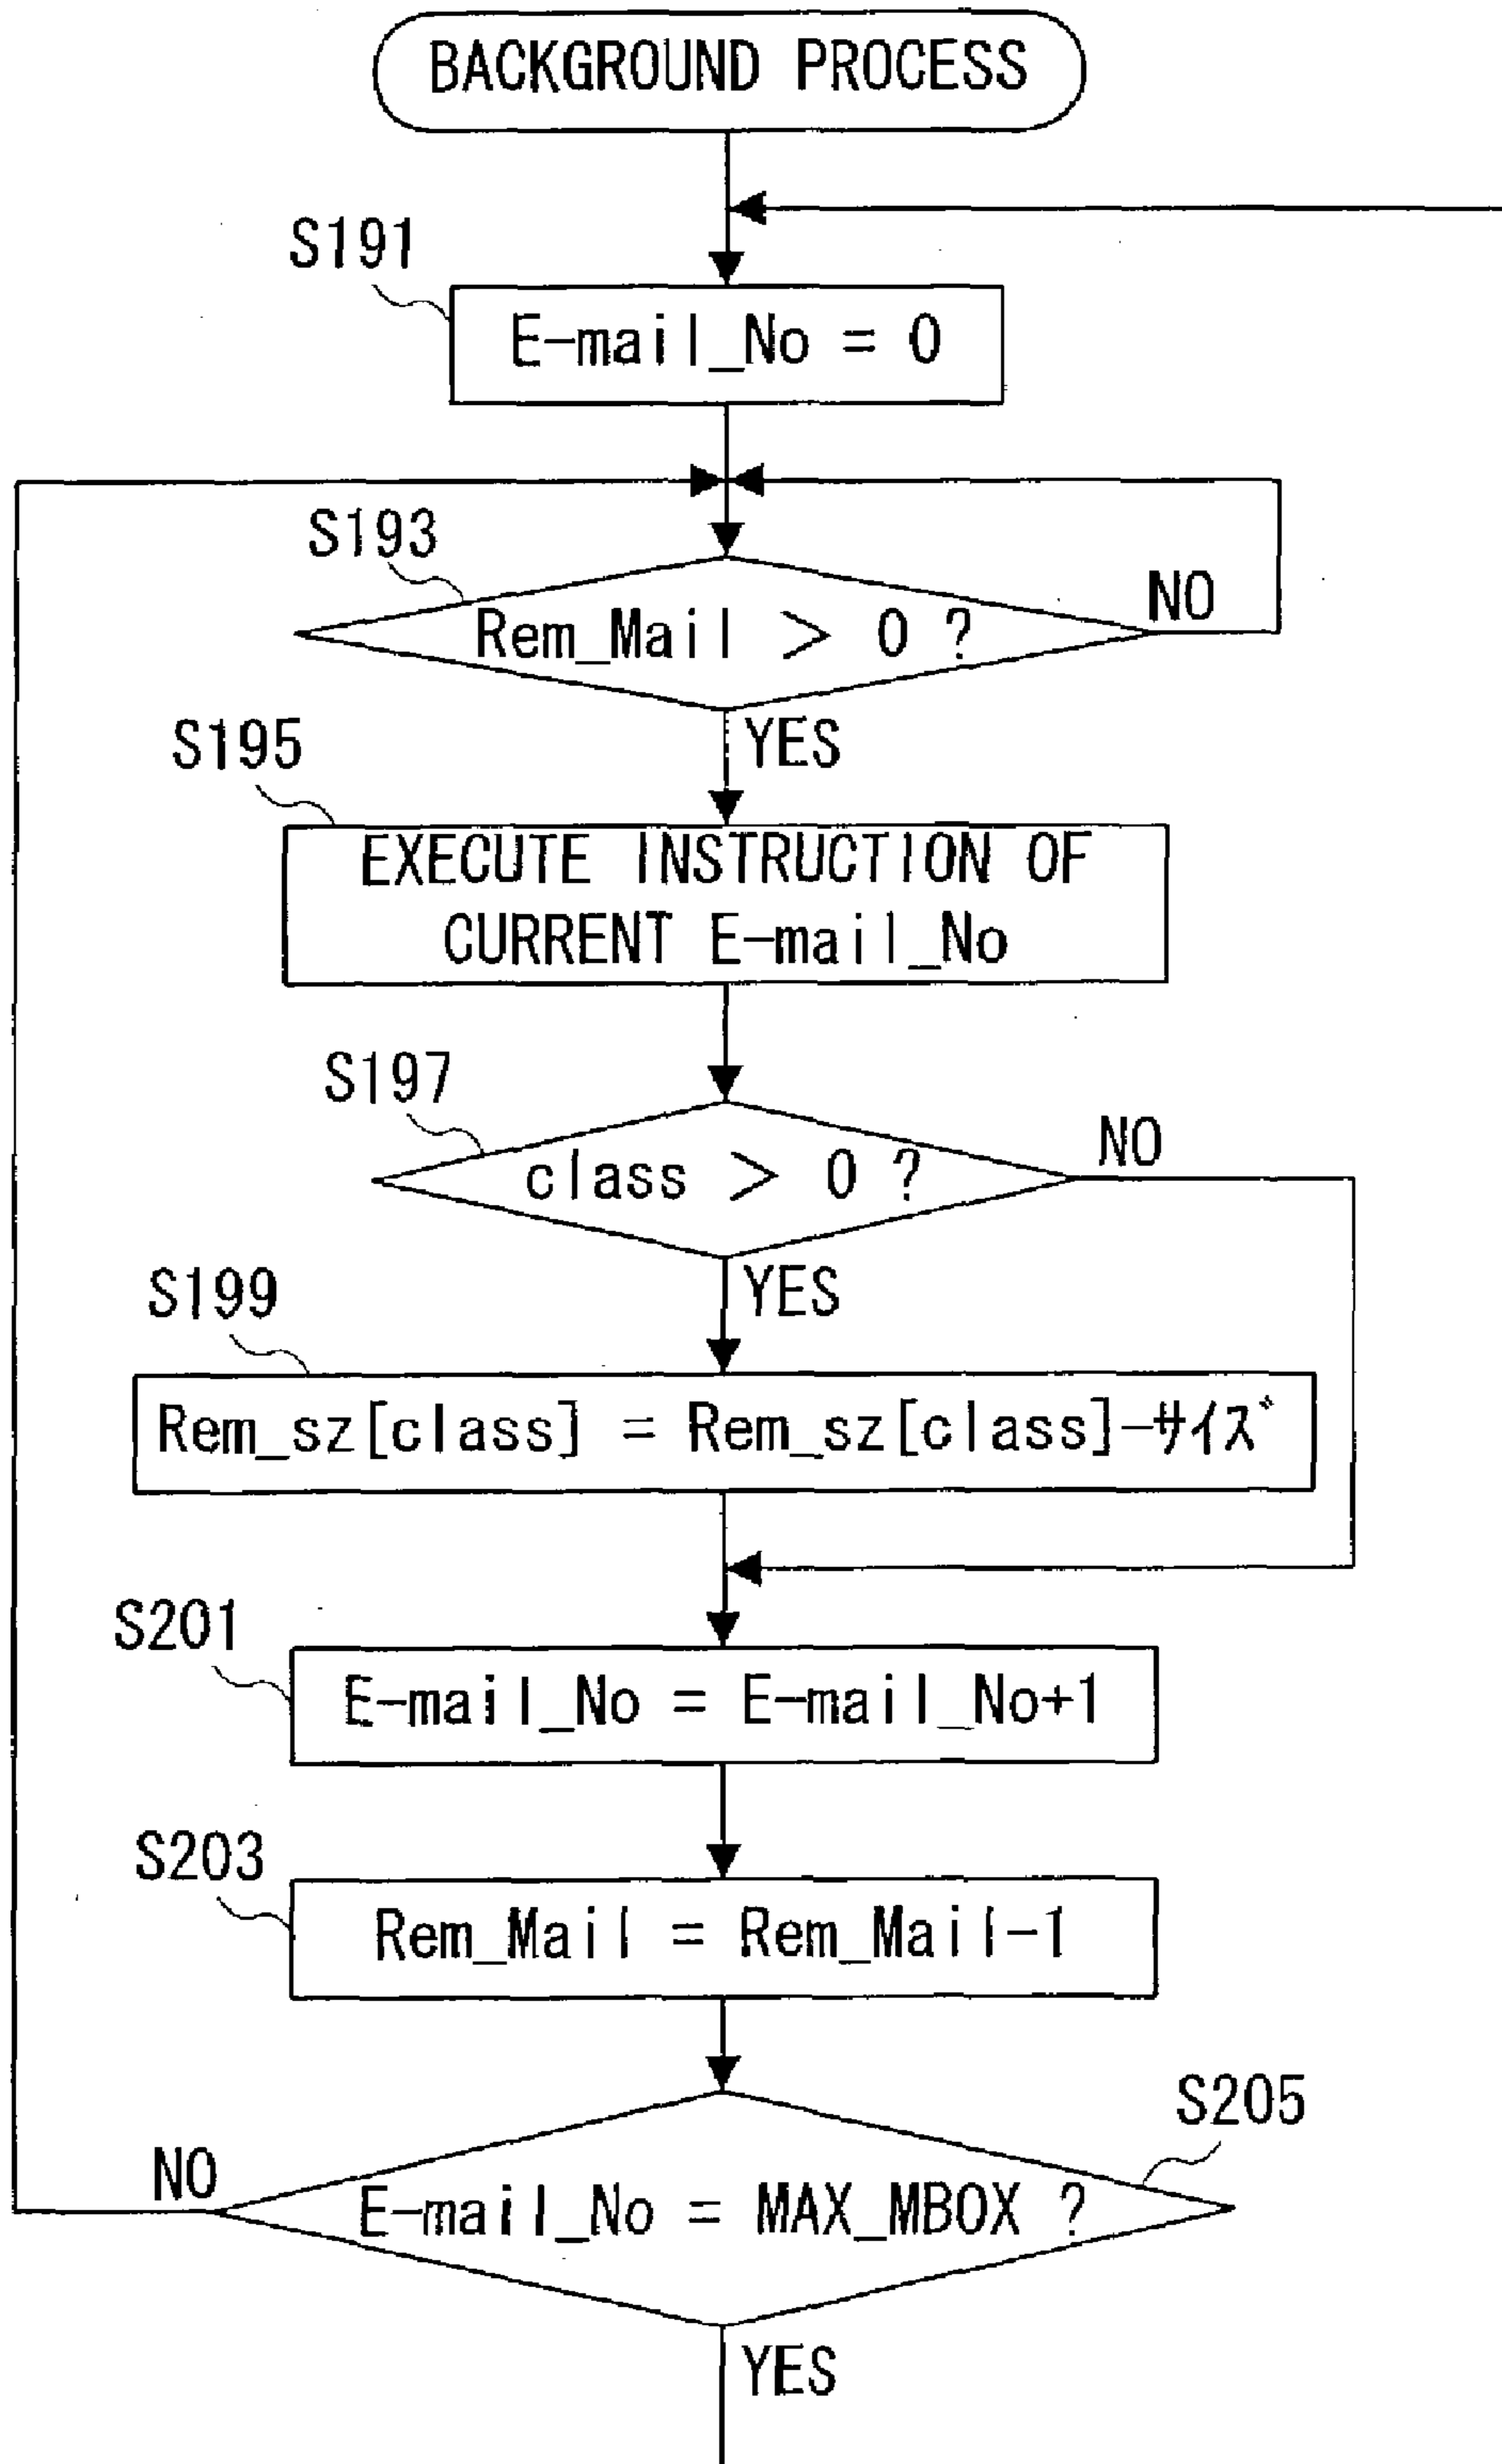 BACKGROUND PROCESS
S191
E-mail_No = 0
S193
Rem_Mail > 0 ?
NO
YES
S195
EXECUTE INSTRUCTION OF
CURRENT E-mail_No
S197
class > 0 ?
NO
YES
S199
Rem_sz[class] = Rem_sz[class]-サイズ
S201
E-mail_No = E-mail_No+1
S203
Rem_Mail = Rem_Mail-1
S205
NO
E-mail_No = MAX_MBOX ?
YES